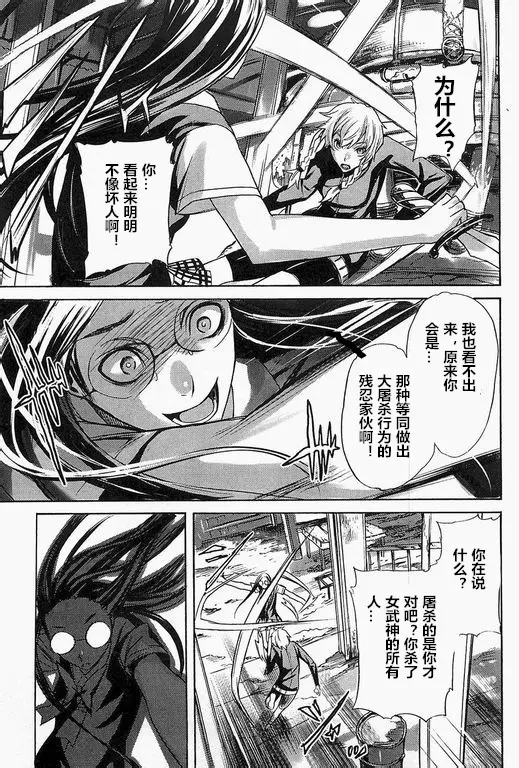 为什么？
你…
看起来明明
不像坏人啊！
我也看不出
来，原来你
会是…
那种等同做出
大屠杀行为的
残忍家伙啊！
你在说
什么？
屠杀的是你才
对吧？你杀了
女武神的所有
人…